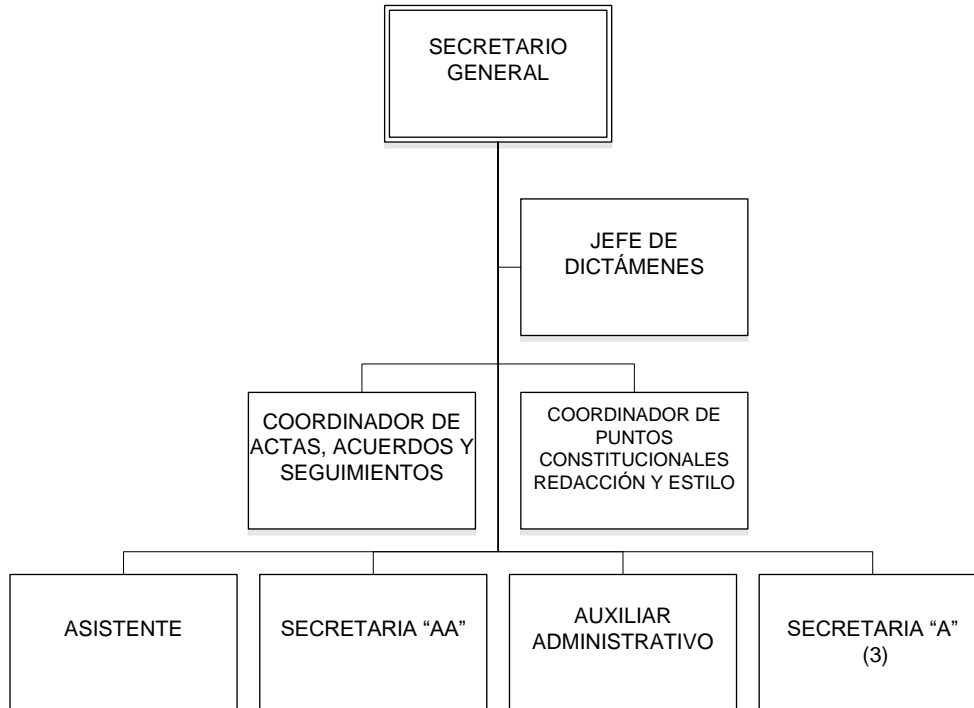 SECRETARIO
GENERAL
JEFE DE
DICTÁMENES
COORDINADOR DE
ACTAS, ACUERDOS Y
SEGUIMIENTOS
COORDINADOR DE
PUNTOS
CONSTITUCIONALES
REDACCIÓN Y ESTILO
ASISTENTE
SECRETARIA “AA”
AUXILIAR
ADMINISTRATIVO
SECRETARIA “A”
(3)